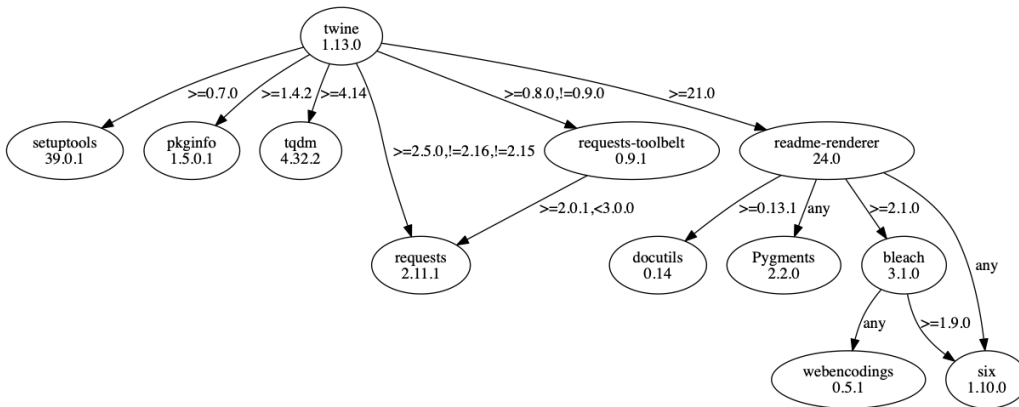 twine
1.13.0
>=0.7.0
>=1.4.2
>=4.14
>=0.8.0,!=0.9.0
>=21.0
setuptools
39.0.1
pkginfo
1.5.0.1
tqdm
4.32.2
>=2.5.0,!=2.16,!=2.15
requests-toolbelt
0.9.1
readme-renderer
24.0
>=2.0.1,<3.0.0
>=0.13.1
any
>=2.1.0
any
requests
2.11.1
docutils
0.14
Pygments
2.2.0
bleach
3.1.0
any
>=1.9.0
webencodings
0.5.1
six
1.10.0